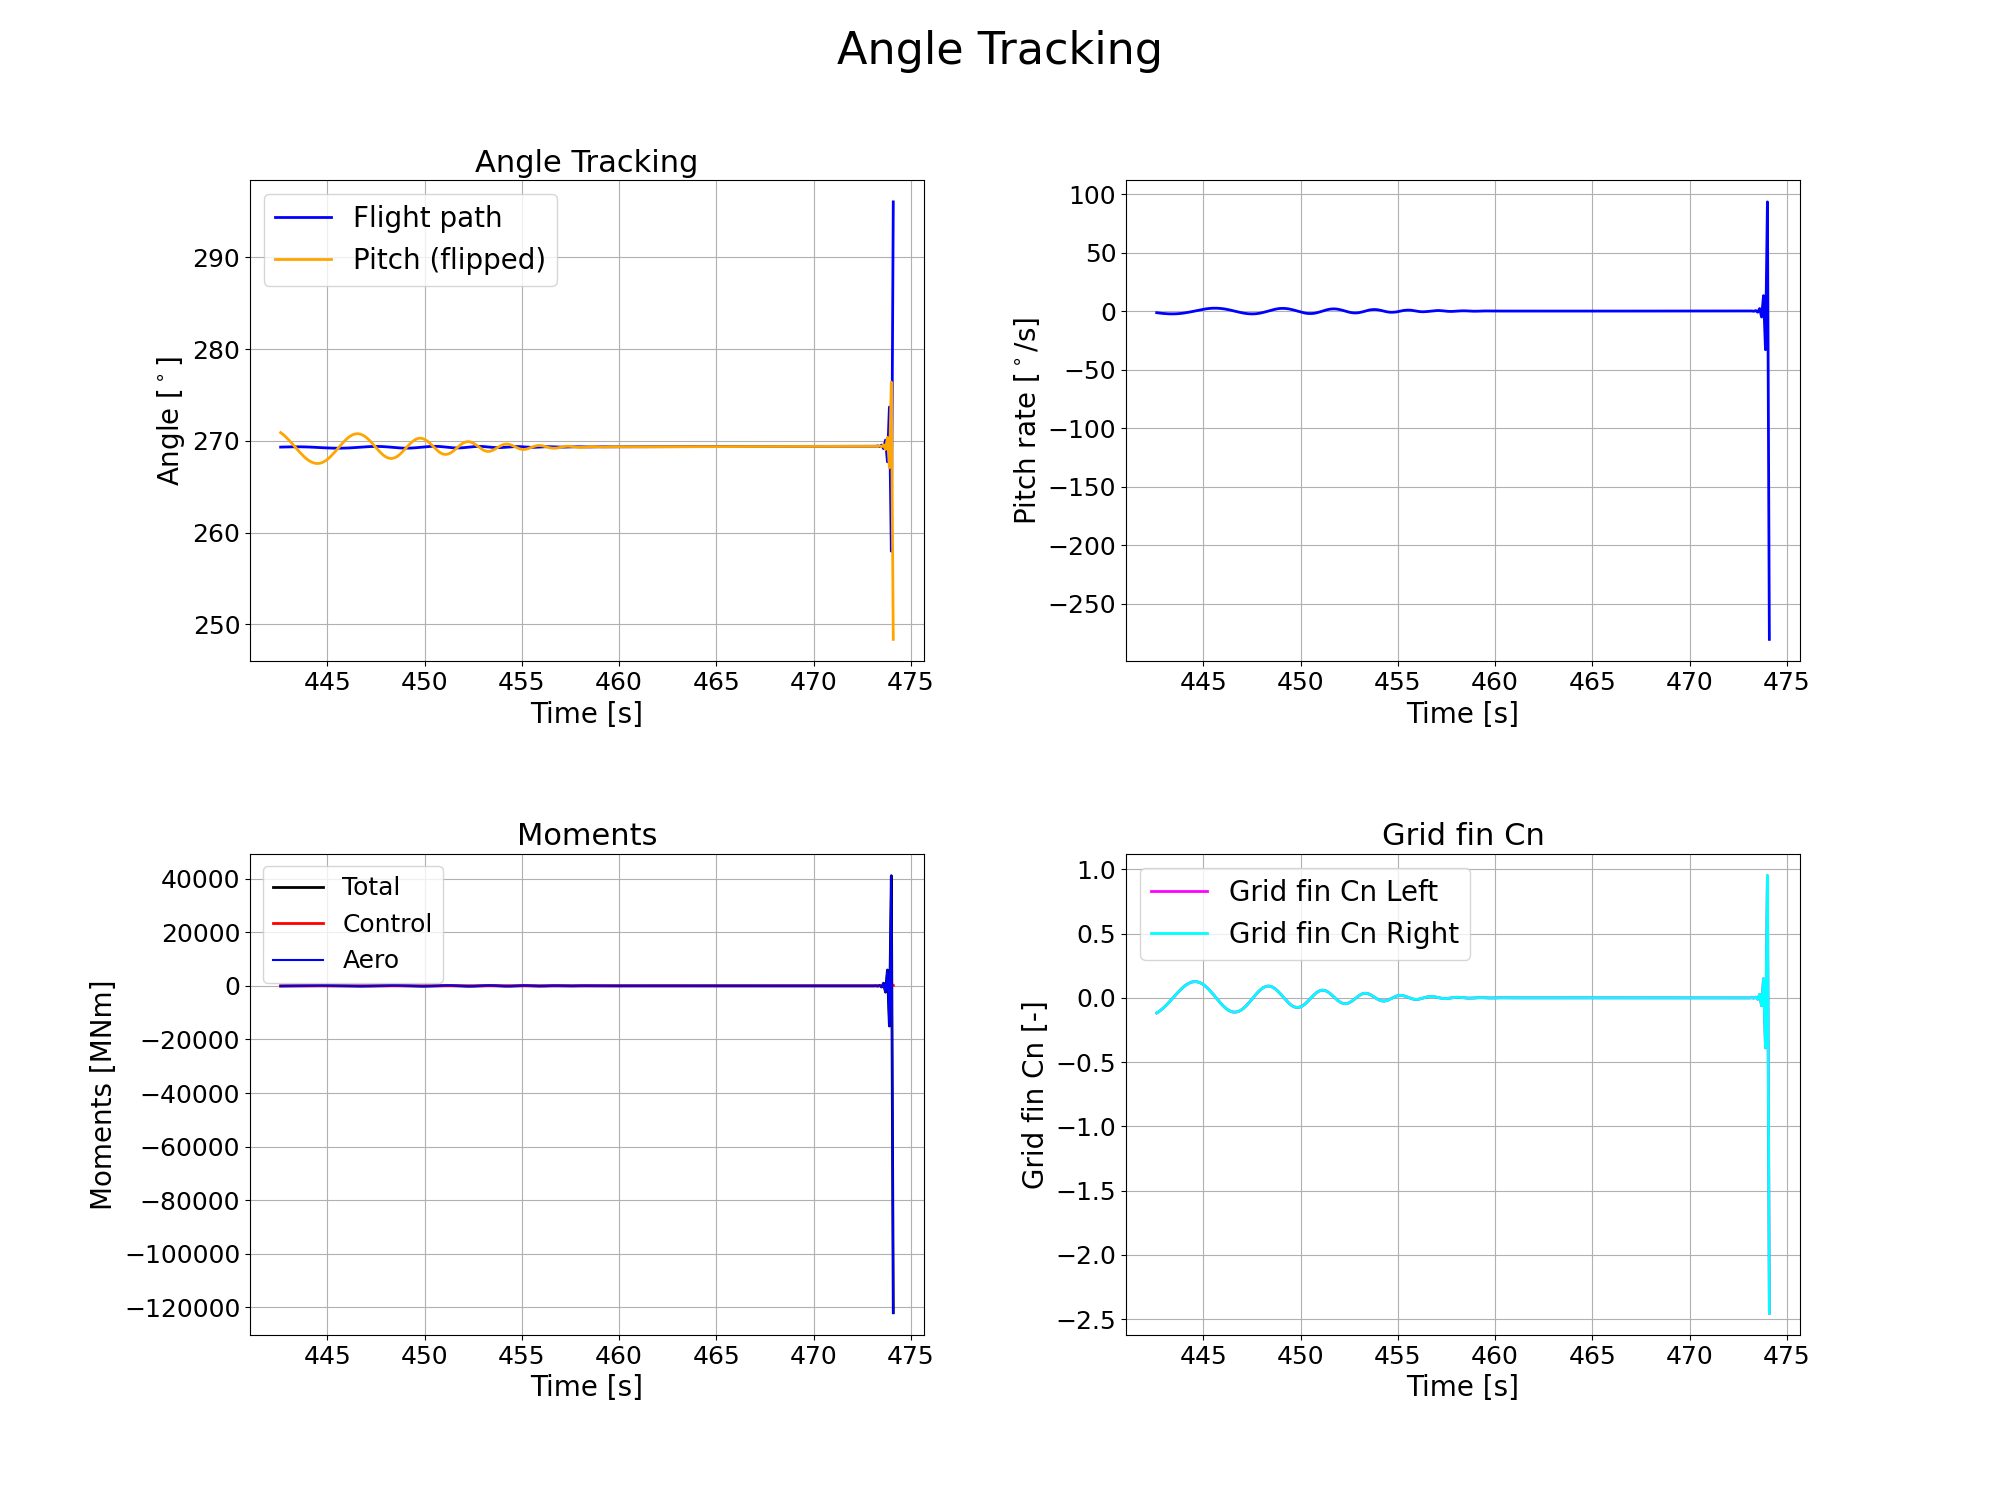 Angle Tracking
Angle Tracking
Flight path
Pitch (flipped)
290
280
270
260
250
Angle [°]
445 450 455 460 465 470 475
Time [s]
100
50
0
−50
−100
−150
−200
−250
Pitch rate [°/s]
445 450 455 460 465 470 475
Time [s]
Moments
Total
Control
Aero
40000
20000
0
−20000
−40000
−60000
−80000
−100000
−120000
Moments [MNm]
445 450 455 460 465 470 475
Time [s]
Grid fin Cn
Grid fin Cn Left
Grid fin Cn Right
1.0
0.5
0.0
−0.5
−1.0
−1.5
−2.0
−2.5
Grid fin Cn [-]
445 450 455 460 465 470 475
Time [s]